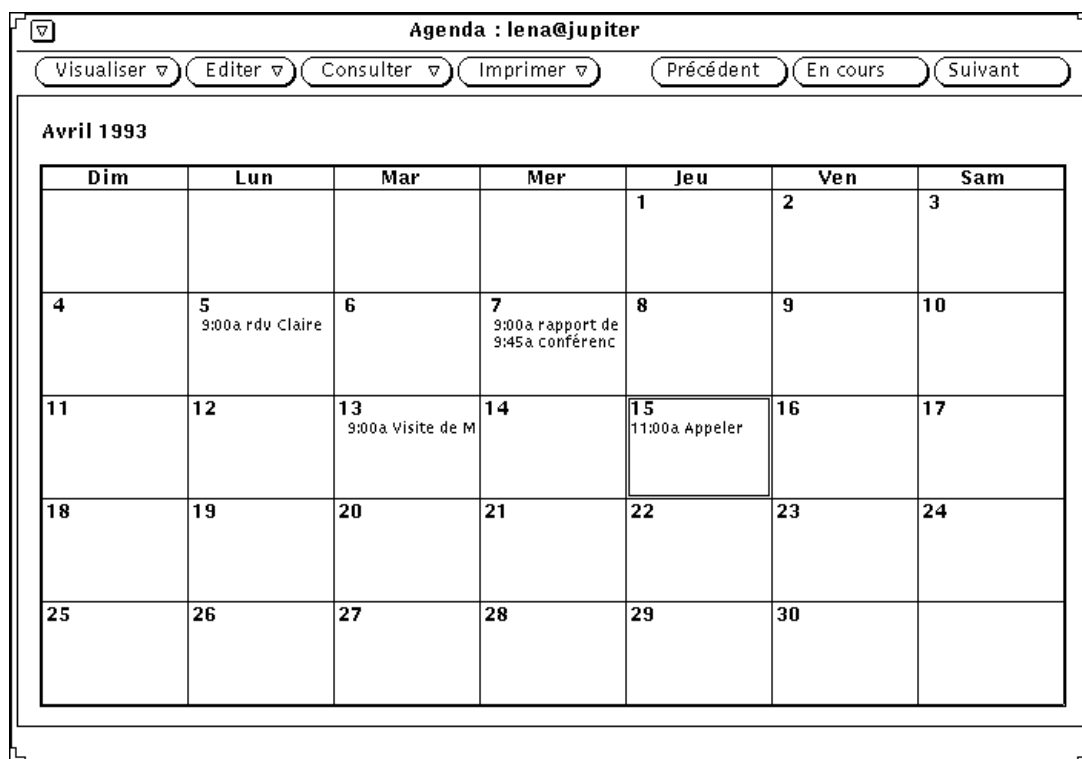 Agenda : lena@jupiter
Visualiser Editer Consulter Imprimer Précédent En cours Suivant
Avril 1993
Dim Lun Mar Mer Jeu Ven Sam
1 2 3
4 5 6 7 8 9 10
9:00a rdv Claire 9:00a rapport de
9:45a conférenc
11 12 13 14 15 16 17
9:00a Visite de M 11:00a Appeler
18 19 20 21 22 23 24
25 26 27 28 29 30